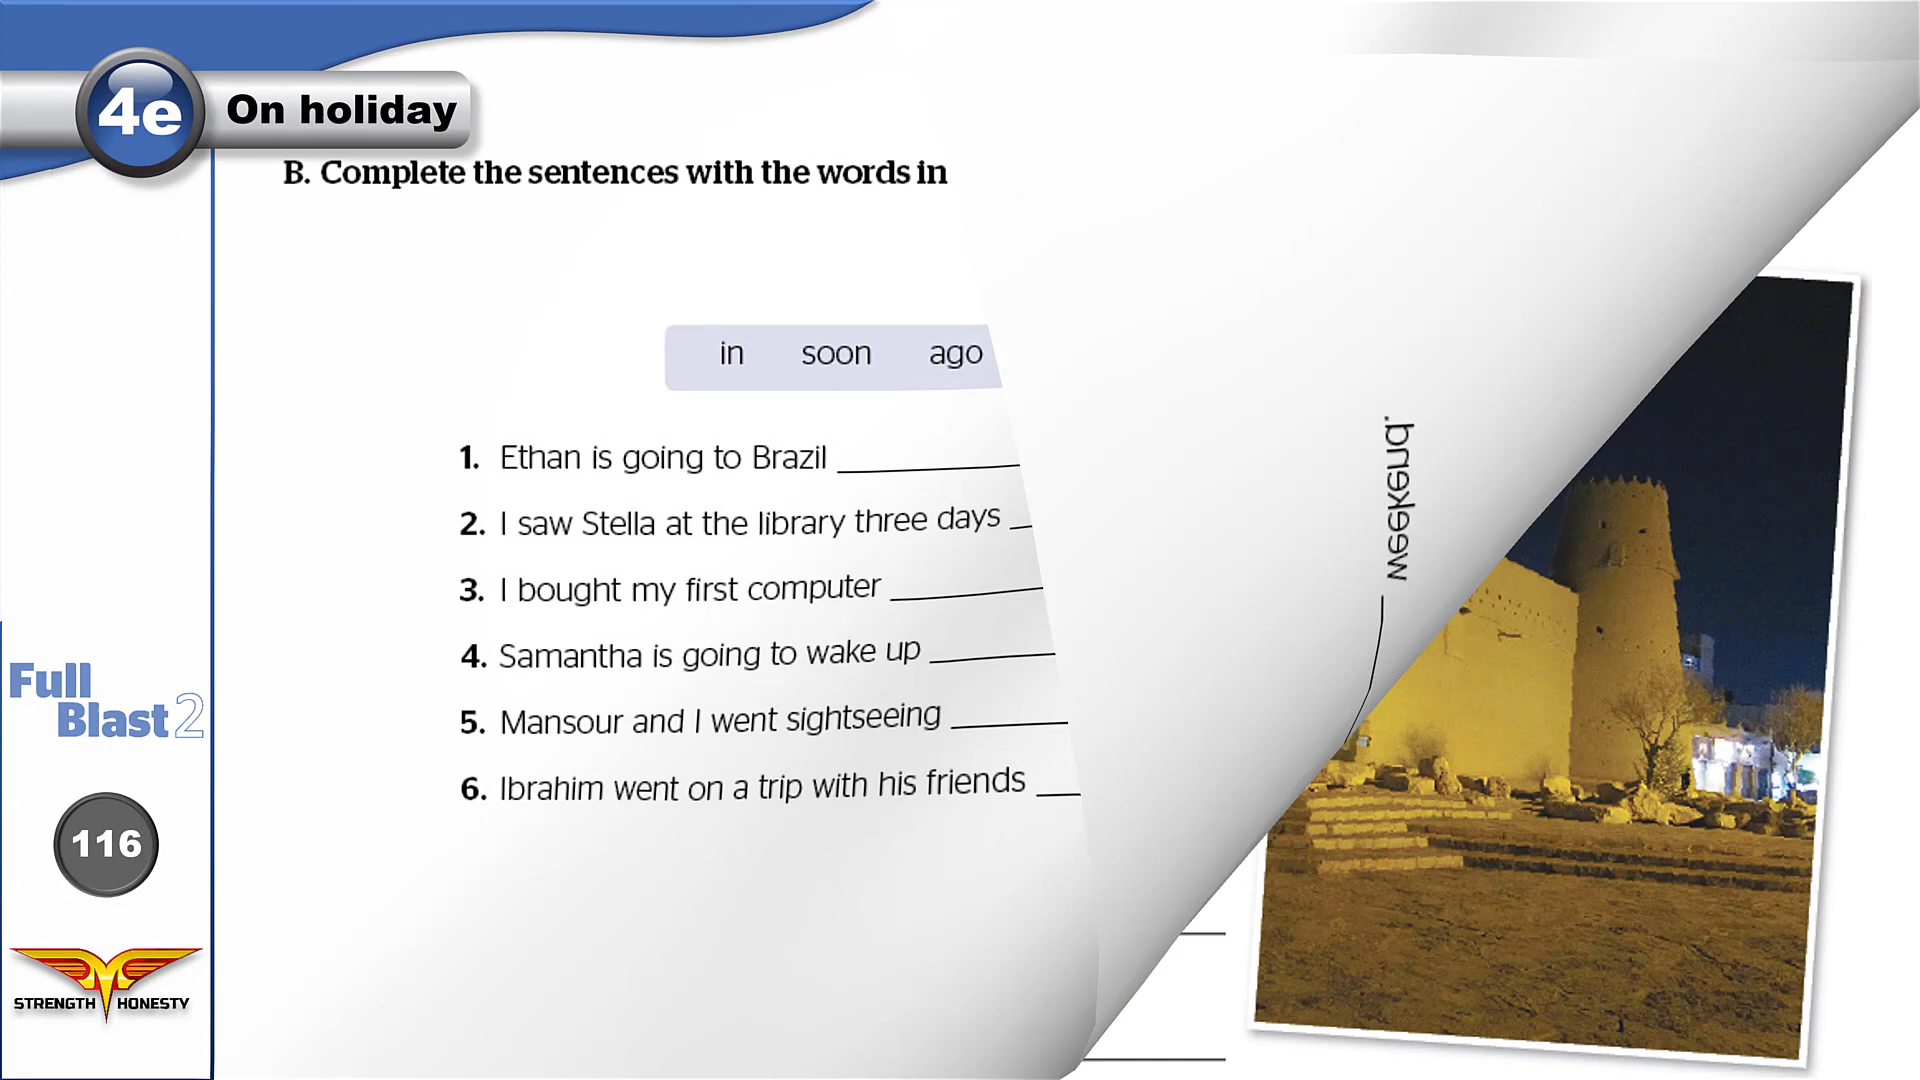 4e On holiday
B. Complete the sentences with the words in
in soon ago
1. Ethan is going to Brazil
2. I saw Stella at the library three days
3. I bought my first computer
4. Samantha is going to wake up
5. Mansour and I went sightseeing
6. Ibrahim went on a trip with his friends
weekend.
Full
Blast 2
116
STRENGTH HONESTY